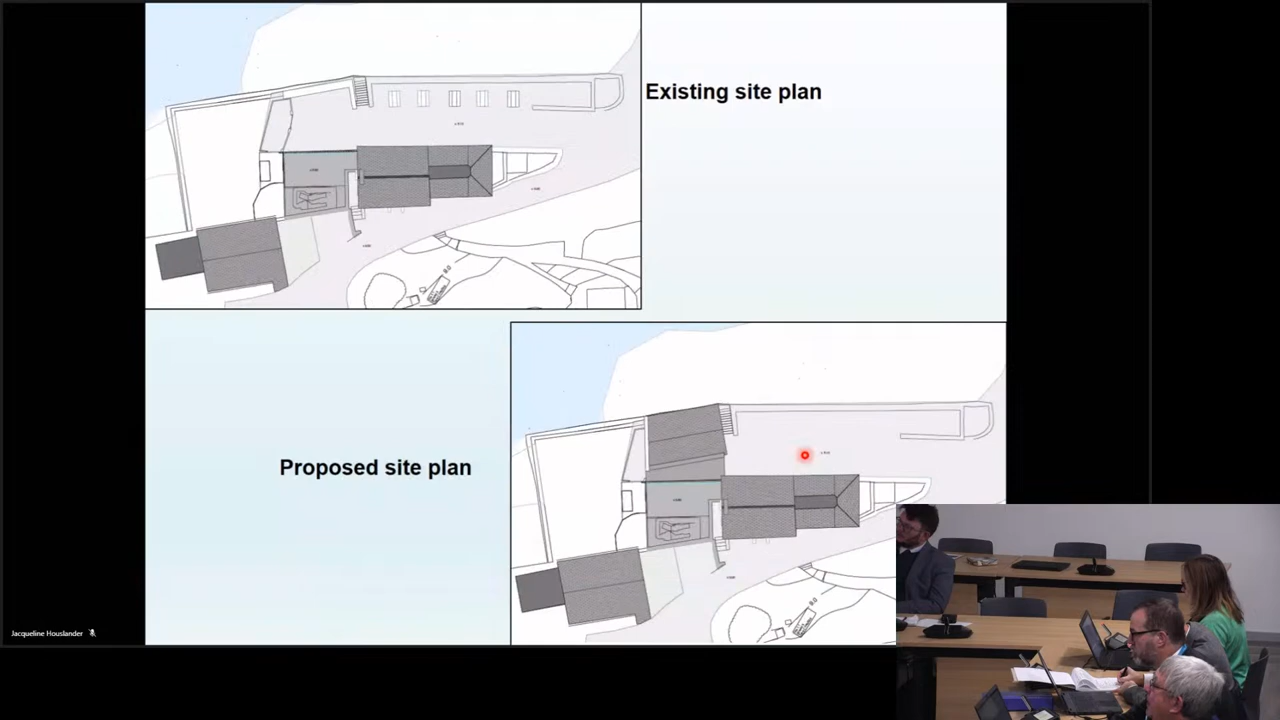 Existing site plan
Proposed site plan
Jacqueline Houslander